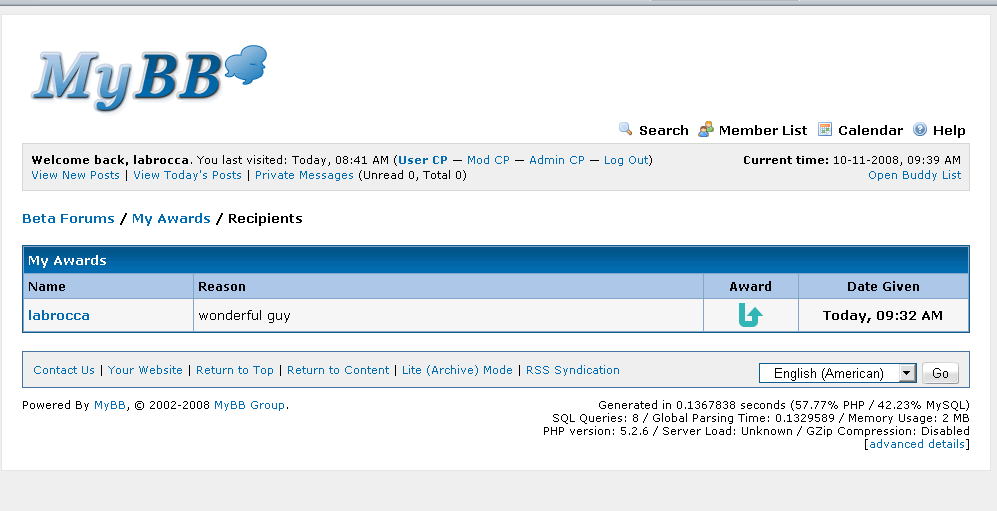 MyBB
Search Member List Calendar Help
Welcome back, labrocca. You last visited: Today, 08:41 AM (User CP — Mod CP — Admin CP — Log Out) Current time: 10-11-2008, 09:39 AM
View New Posts | View Today's Posts | Private Messages (Unread 0, Total 0) Open Buddy List
Beta Forums / My Awards / Recipients
My Awards
Name Reason Award Date Given
labrocca wonderful guy Today, 09:32 AM
Contact Us | Your Website | Return to Top | Return to Content | Lite (Archive) Mode | RSS Syndication English (American) Go
Powered By MyBB, © 2002-2008 MyBB Group. Generated in 0.1367838 seconds (57.77% PHP / 42.23% MySQL)
SQL Queries: 8 / Global Parsing Time: 0.1329589 / Memory Usage: 2 MB
PHP version: 5.2.6 / Server Load: Unknown / GZip Compression: Disabled
[advanced details]